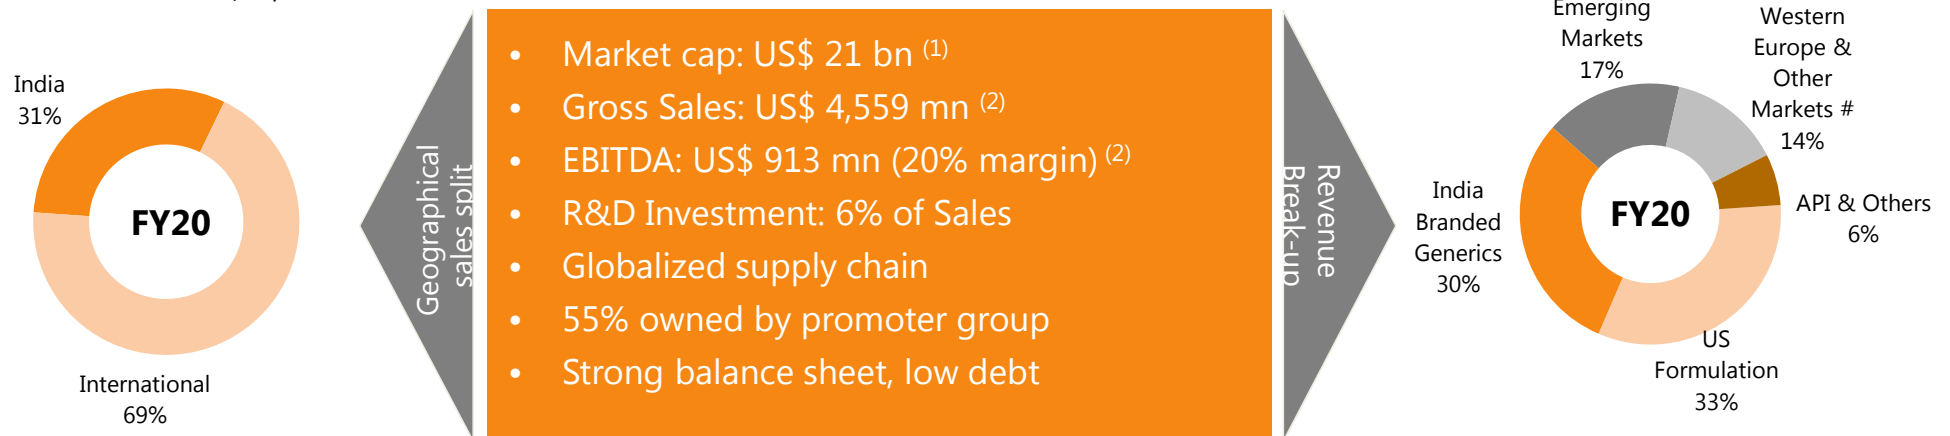 India
31%
FY20
International
69%
Geographical
sales split
• Market cap: US$ 21 bn (1)
• Gross Sales: US$ 4,559 mn (2)
• EBITDA: US$ 913 mn (20% margin) (2)
• R&D Investment: 6% of Sales
• Globalized supply chain
• 55% owned by promoter group
• Strong balance sheet, low debt
Revenue
Break-up
Emerging
Markets
17%
Western
Europe &
Other
Markets #
14%
India
Branded
Generics
30%
FY20
API & Others
6%
US
Formulation
33%